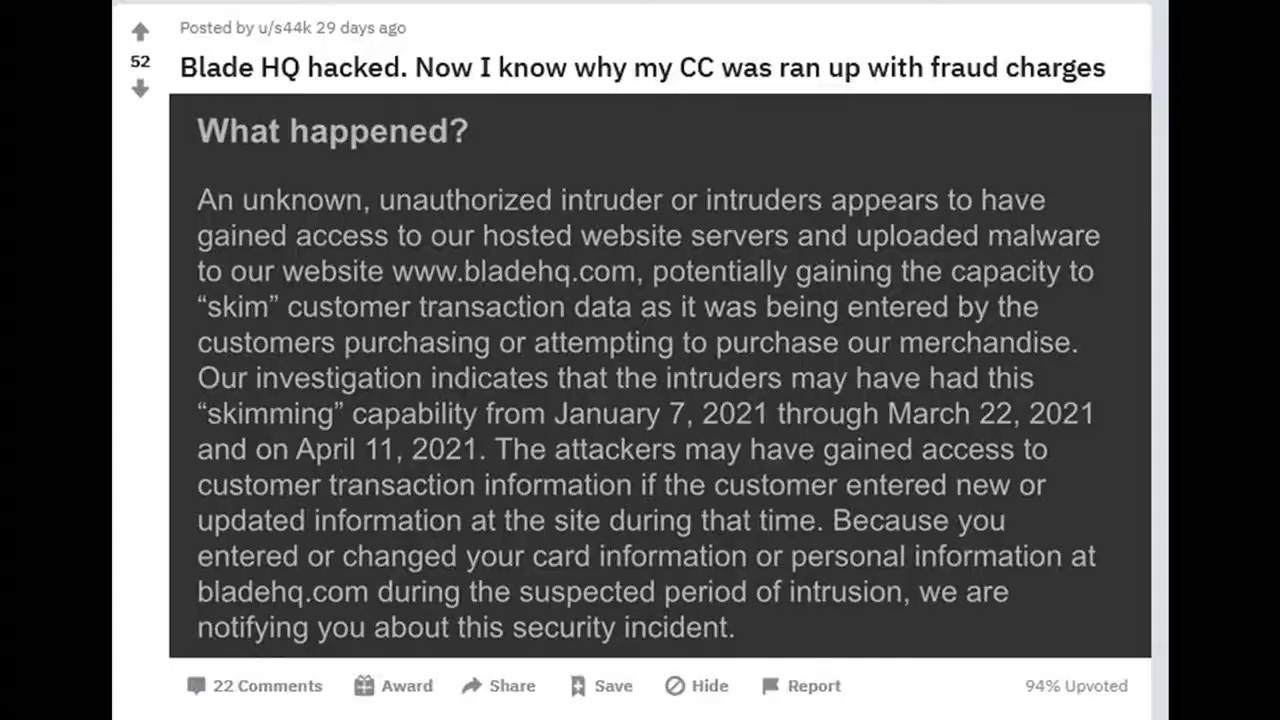 Posted by u/s44k 29 days ago
52
Blade HQ hacked. Now I know why my CC was ran up with fraud charges
What happened?
An unknown, unauthorized intruder or intruders appears to have
gained access to our hosted website servers and uploaded malware
to our website www.bladehq.com, potentially gaining the capacity to
“skim” customer transaction data as it was being entered by the
customers purchasing or attempting to purchase our merchandise.
Our investigation indicates that the intruders may have had this
“skimming” capability from January 7, 2021 through March 22, 2021
and on April 11, 2021. The attackers may have gained access to
customer transaction information if the customer entered new or
updated information at the site during that time. Because you
entered or changed your card information or personal information at
bladehq.com during the suspected period of intrusion, we are
notifying you about this security incident.
22 Comments Award Share Save Hide Report 94% Upvoted